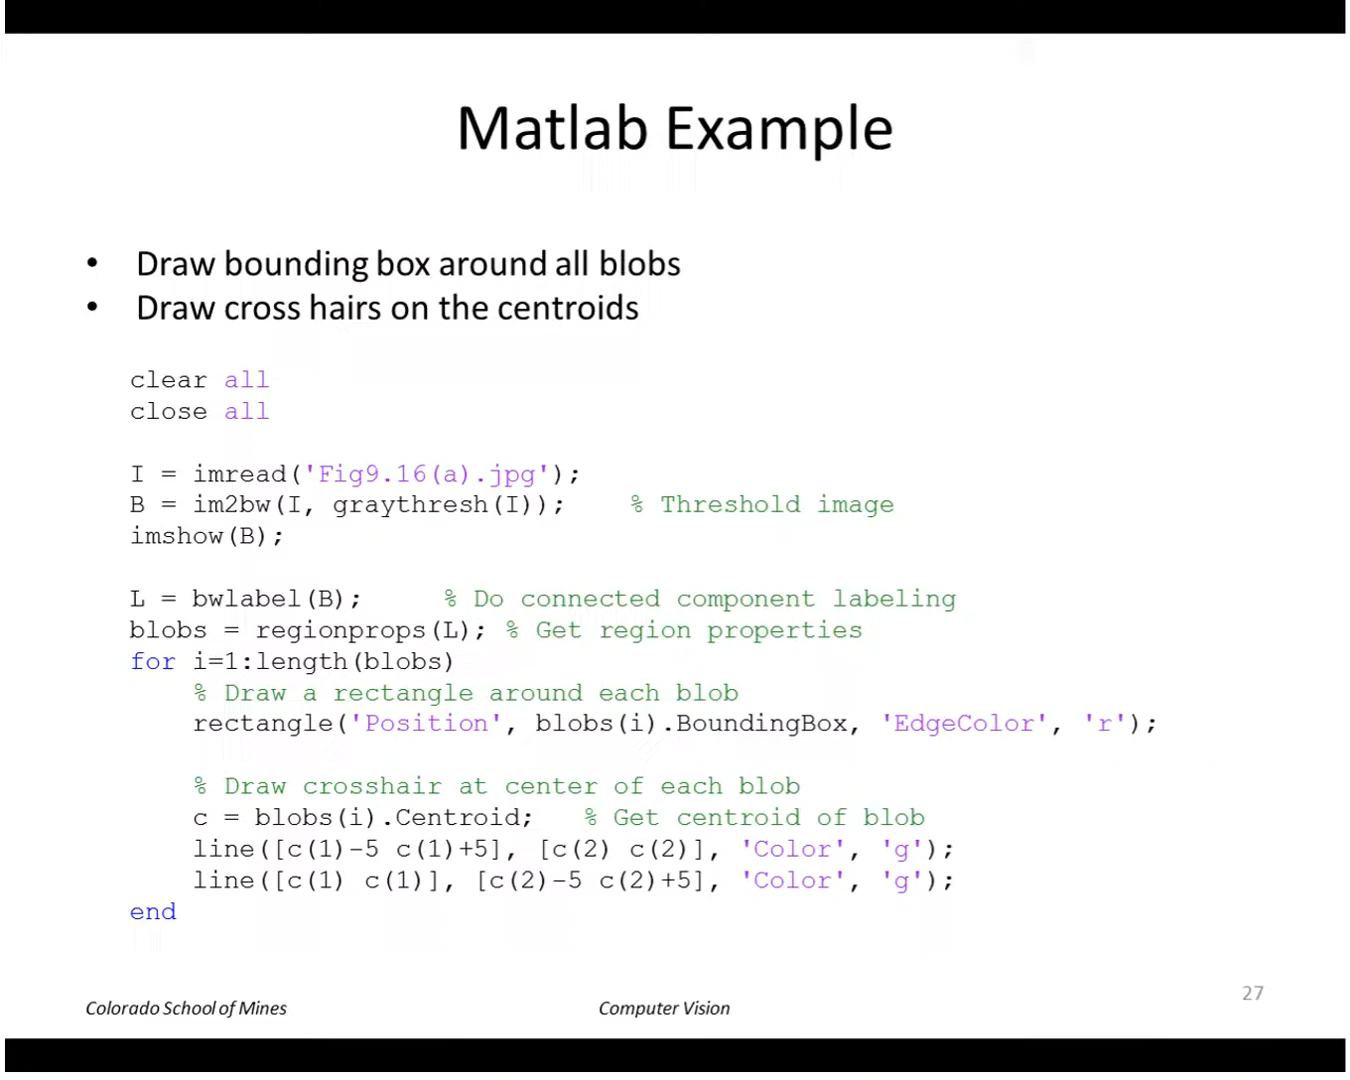 Matlab Example
• Draw bounding box around all blobs
• Draw cross hairs on the centroids
clear all
close all
I = imread('Fig9.16(a).jpg');
B = im2bw(I, graythresh(I));    % Threshold image
imshow(B);
L = bwlabel(B);     % Do connected component labeling
blobs = regionprops(L); % Get region properties
for i=1:length(blobs)
    % Draw a rectangle around each blob
    rectangle('Position', blobs(i).BoundingBox, 'EdgeColor', 'r');
    % Draw crosshair at center of each blob
    c = blobs(i).Centroid;   % Get centroid of blob
    line([c(1)-5 c(1)+5], [c(2) c(2)], 'Color', 'g');
    line([c(1) c(1)], [c(2)-5 c(2)+5], 'Color', 'g');
end
Colorado School of Mines
Computer Vision
27